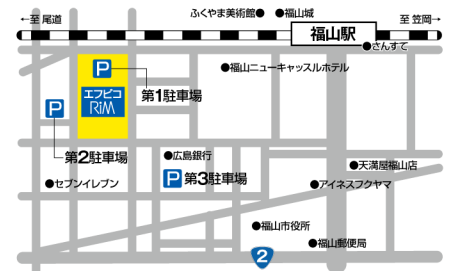 ←至 尾道
ふくやま美術館●
●福山城
至 笠岡→
福山駅
●さんすて
P
エフピコ
RiM
第1駐車場
●福山ニューキャッスルホテル
P
第2駐車場
●広島銀行
P 第3駐車場
●天満屋福山店
●セブンイレブン
●アイネスフクヤマ
●福山市役所
2
●福山郵便局